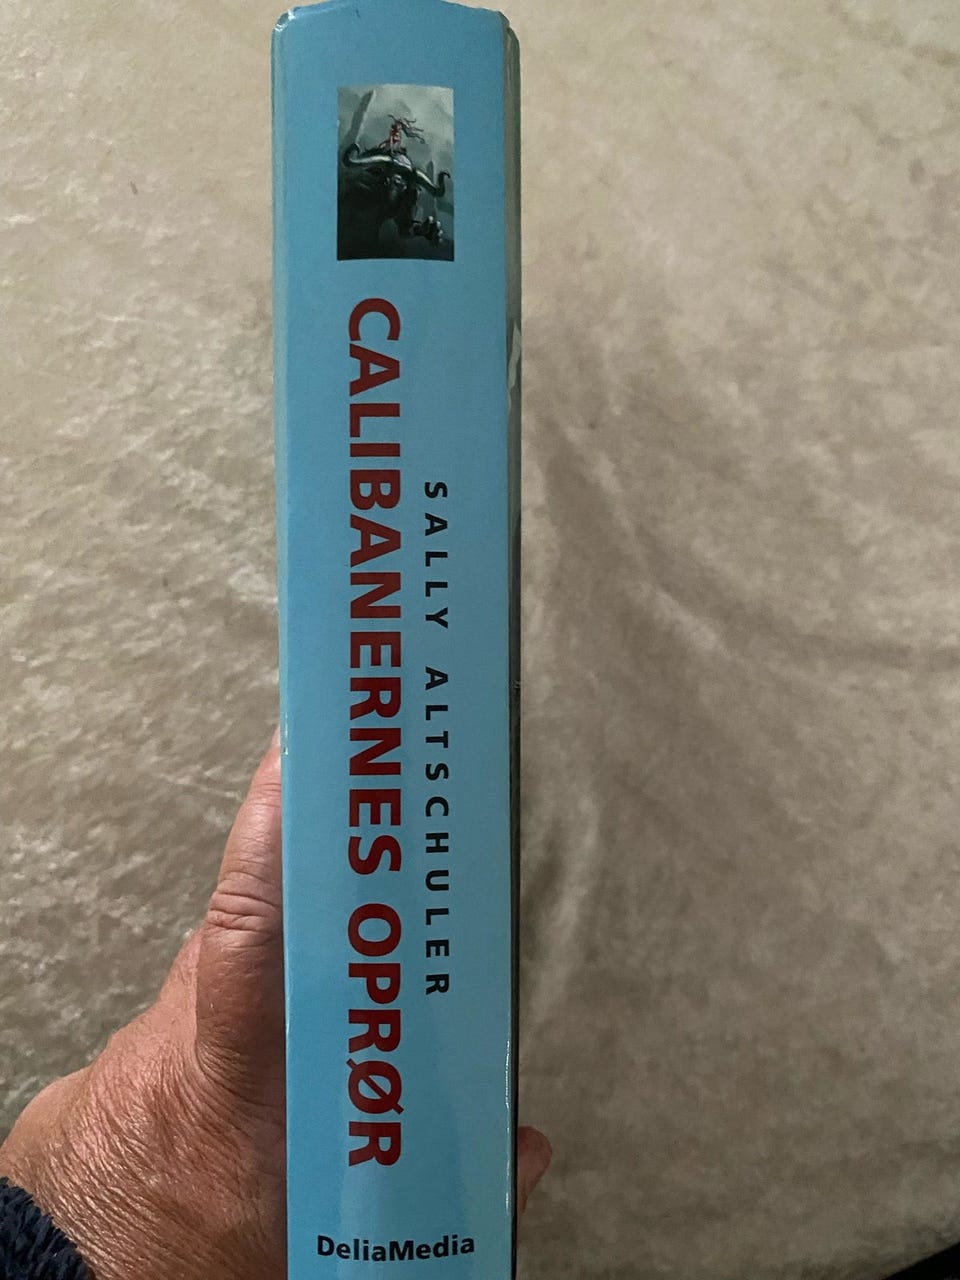 SALLY ALTSCHULER
CALIBANERNES OPRØR
DeliaMedia